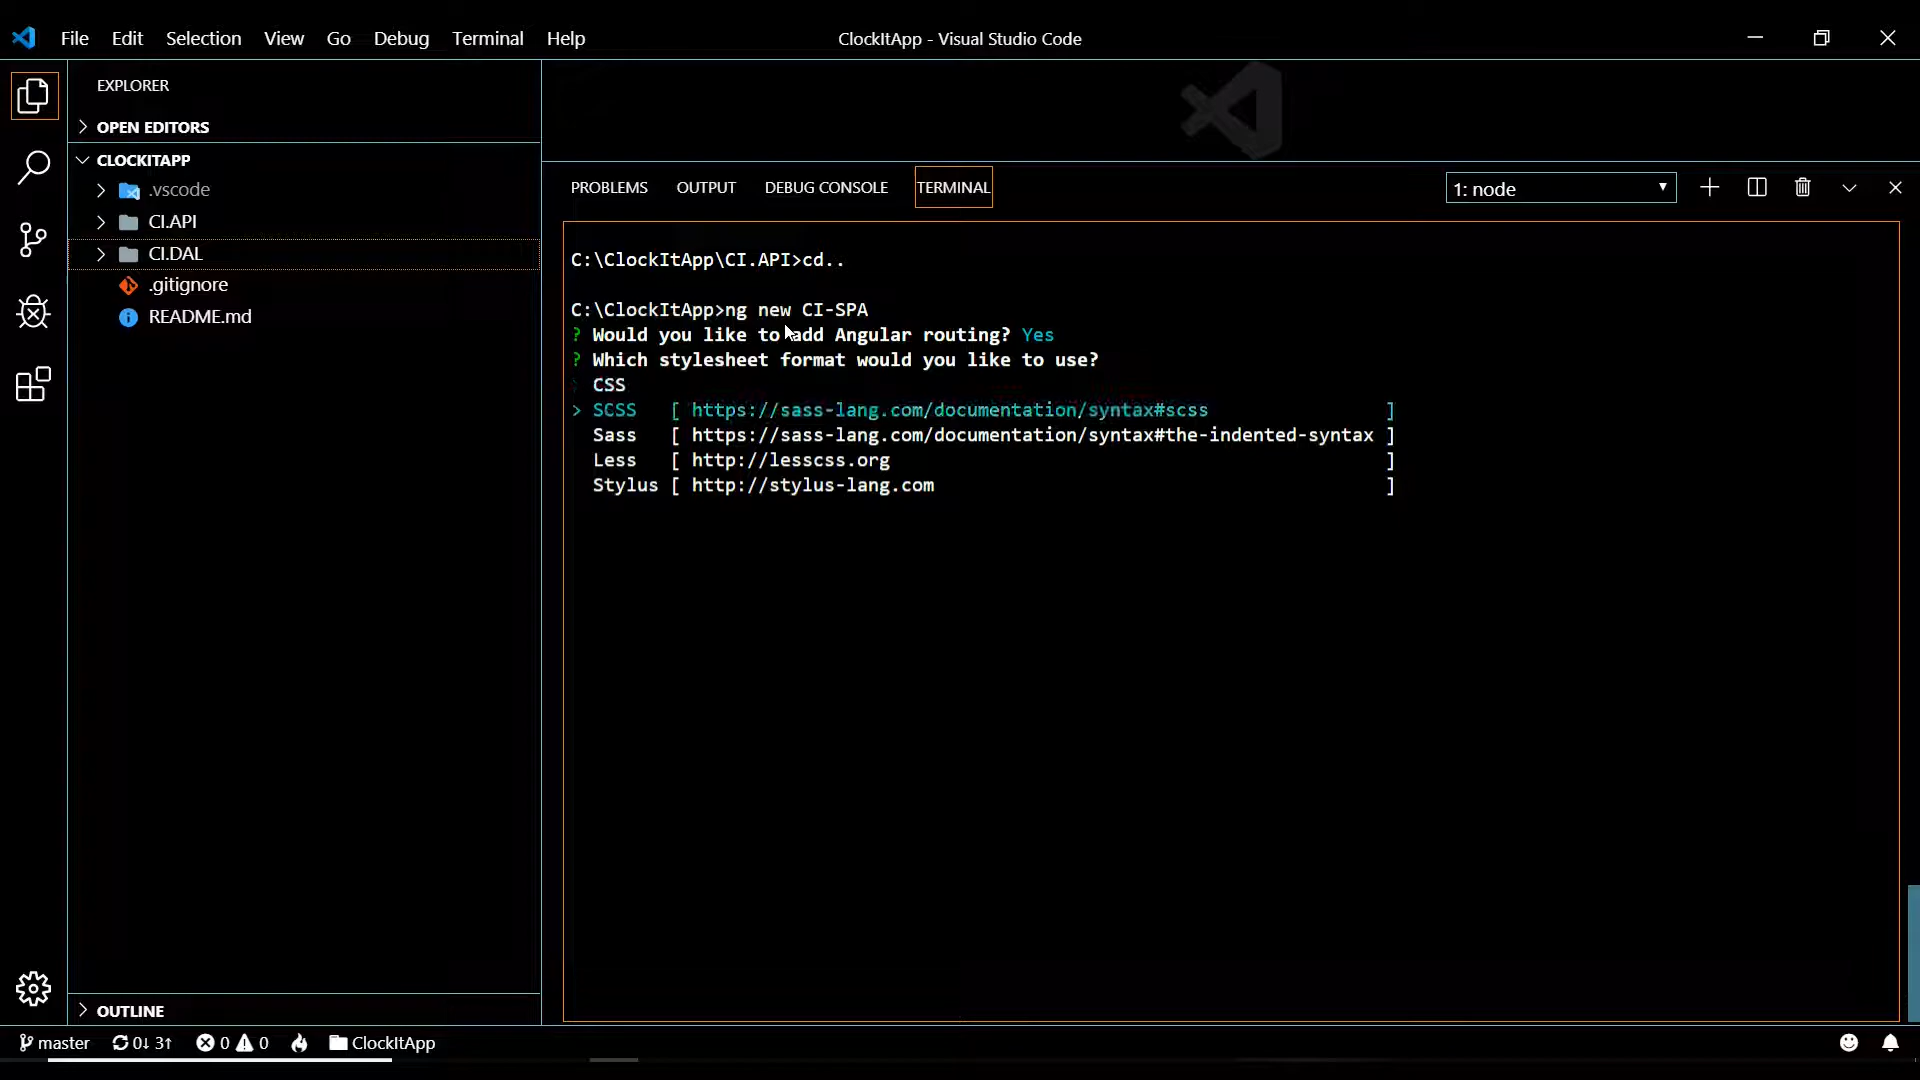 File Edit Selection View Go Debug Terminal Help
ClockItApp - Visual Studio Code
EXPLORER
OPEN EDITORS
CLOCKITAPP
.vscode
CI.API
CI.DAL
.gitignore
README.md
OUTLINE
PROBLEMS OUTPUT DEBUG CONSOLE TERMINAL
1: node
C:\ClockItApp\CI.API>cd..
C:\ClockItApp>ng new CI-SPA
? Would you like to add Angular routing? Yes
? Which stylesheet format would you like to use?
CSS
> SCSS [ https://sass-lang.com/documentation/syntax#scss ]
Sass [ https://sass-lang.com/documentation/syntax#the-indented-syntax ]
Less [ http://lesscss.org ]
Stylus [ http://stylus-lang.com ]
master 0↓ 3↑ 0 0 ClockItApp